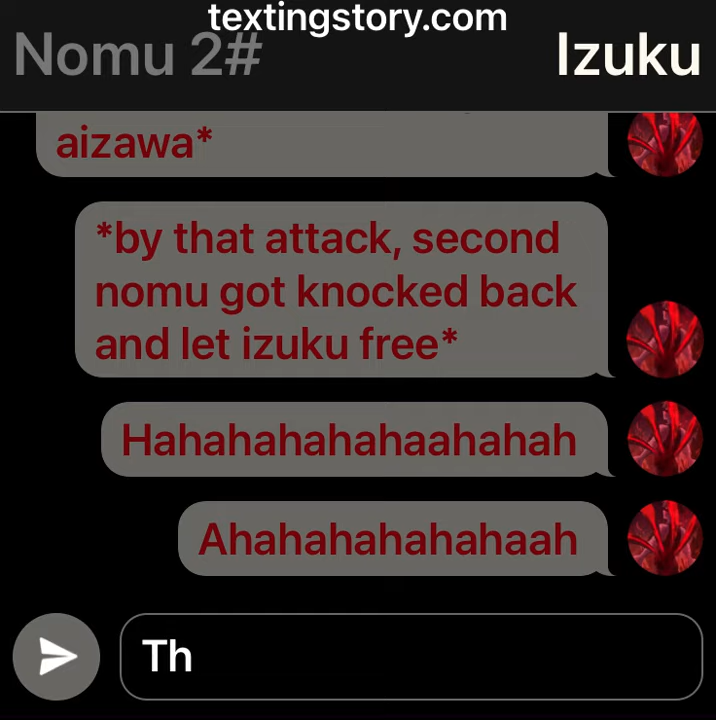 textingstory.com
Nomu 2# Izuku
aizawa*
*by that attack, second
nomu got knocked back
and let izuku free*
Hahahahahahaahahah
Ahahahahahahaah
Th